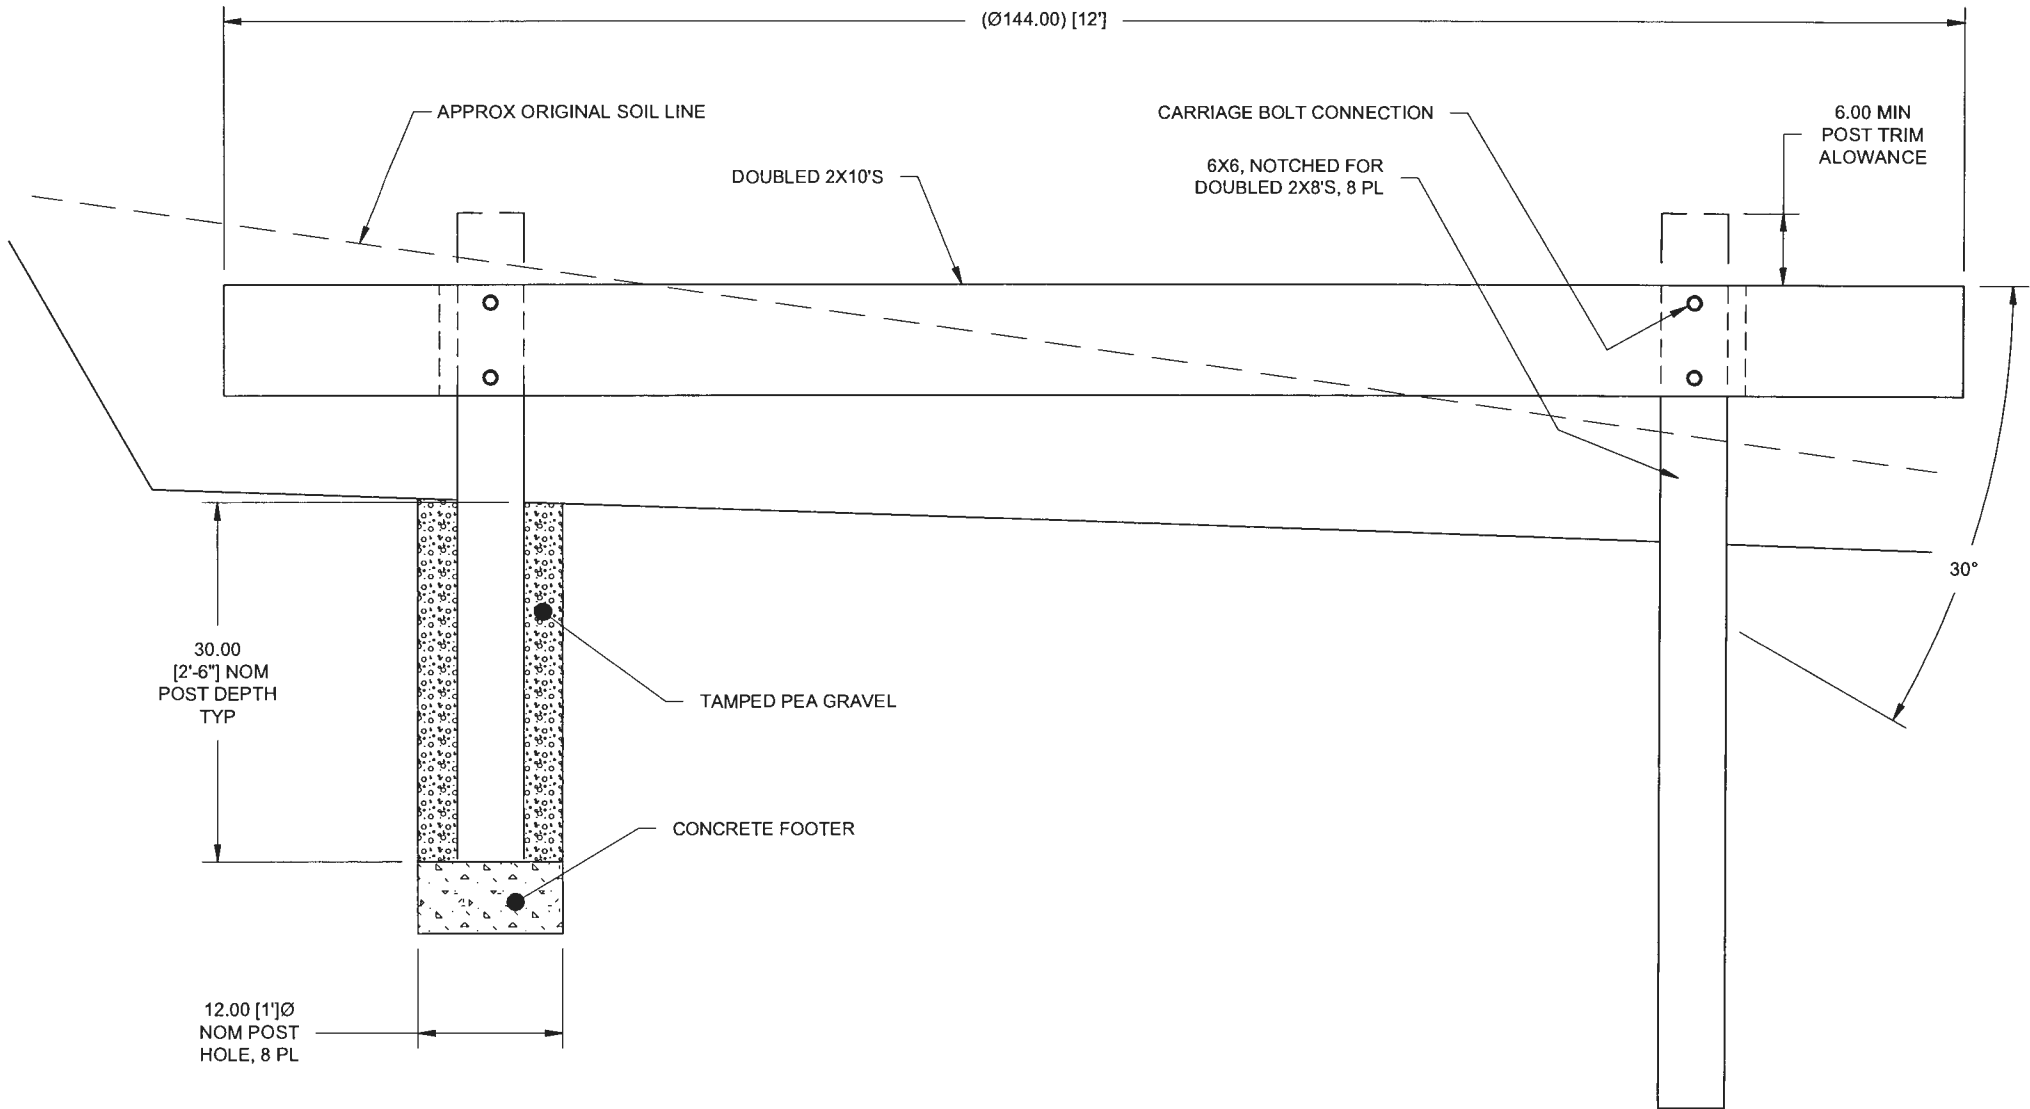 (Ø144.00) [12']
APPROX ORIGINAL SOIL LINE
CARRIAGE BOLT CONNECTION
6.00 MIN
POST TRIM
ALOWANCE
DOUBLED 2X10'S
6X6, NOTCHED FOR
DOUBLED 2X8'S, 8 PL
30°
30.00
[2'-6"] NOM
POST DEPTH
TYP
TAMPED PEA GRAVEL
CONCRETE FOOTER
12.00 [1']Ø
NOM POST
HOLE, 8 PL